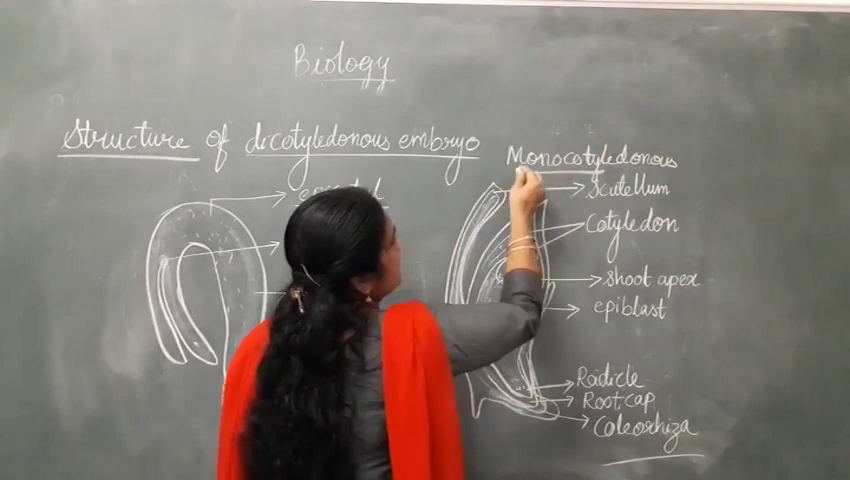 Biology
Structure of dicotyledonous embryo
Monocotyledonous
Scutellum
Cotyledon
Shoot apex
epiblast
Radicle
Root cap
Coleorhiza